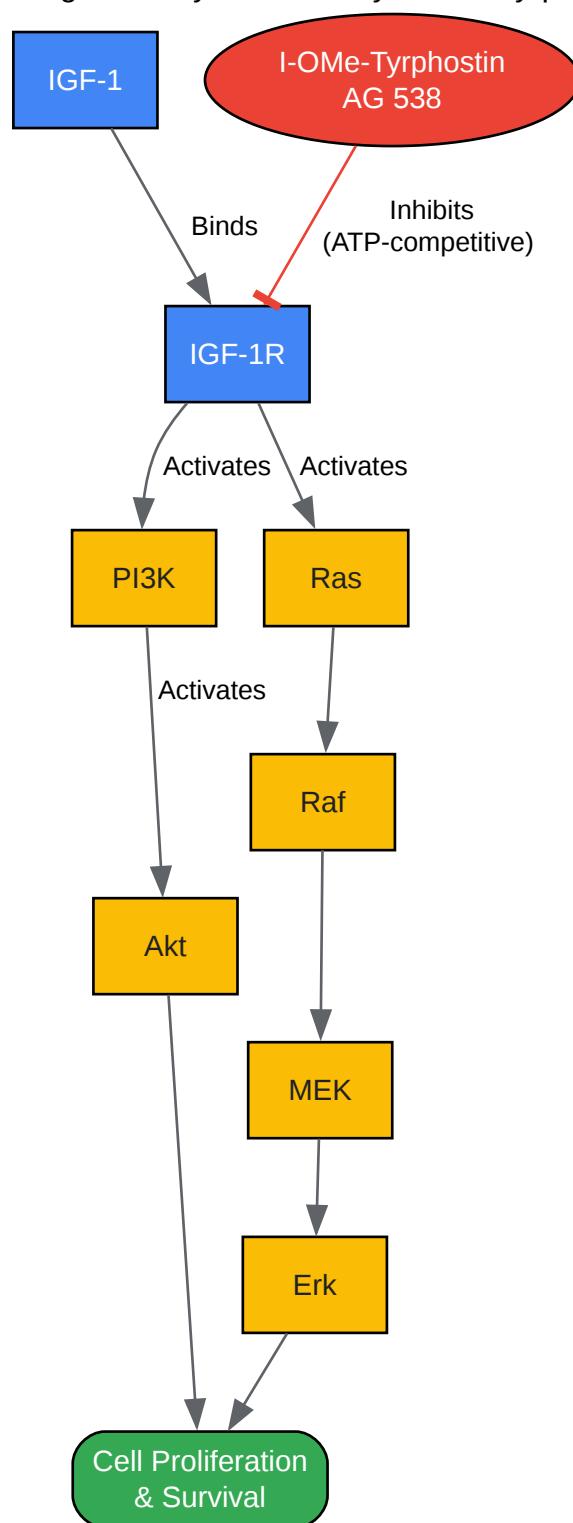 IGF-1
I-OMe-Tyrphostin
AG 538
Binds
Inhibits
(ATP-competitive)
IGF-1R
Activates
Activates
PI3K
Ras
Activates
Raf
Akt
MEK
Erk
Cell Proliferation
& Survival